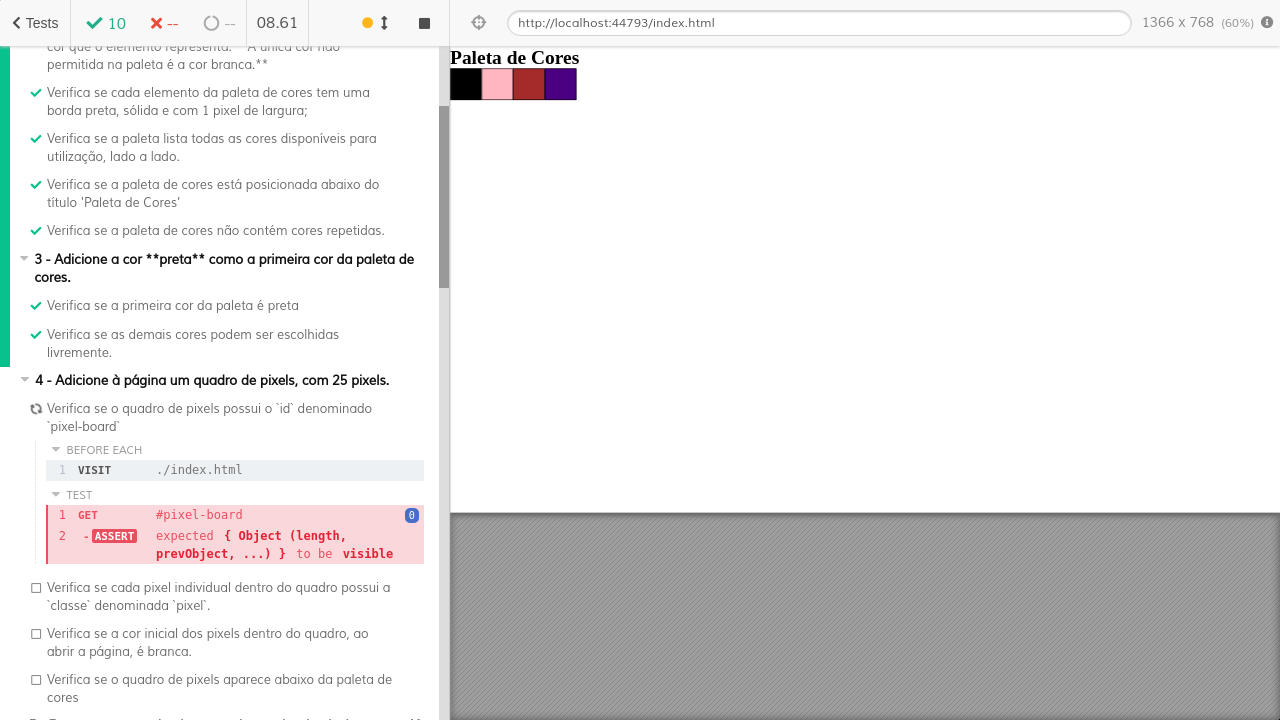 Tests 10 -- -- 08.61
http://localhost:44793/index.html 1366 x 768 (60%)
cor que o elemento representa. **A única cor não
permitida na paleta é a cor branca.**
Verifica se cada elemento da paleta de cores tem uma
borda preta, sólida e com 1 pixel de largura;
Verifica se a paleta lista todas as cores disponíveis para
utilização, lado a lado.
Verifica se a paleta de cores está posicionada abaixo do
título 'Paleta de Cores'
Verifica se a paleta de cores não contém cores repetidas.
3 - Adicione a cor **preta** como a primeira cor da paleta de
cores.
Verifica se a primeira cor da paleta é preta
Verifica se as demais cores podem ser escolhidas
livremente.
4 - Adicione à página um quadro de pixels, com 25 pixels.
Verifica se o quadro de pixels possui o `id` denominado
`pixel-board`
BEFORE EACH
1 VISIT ./index.html
TEST
1 GET #pixel-board 0
2 -ASSERT expected { Object (length,
prevObject, ...) } to be visible
Verifica se cada pixel individual dentro do quadro possui a
`classe` denominada `pixel`.
Verifica se a cor inicial dos pixels dentro do quadro, ao
abrir a página, é branca.
Verifica se o quadro de pixels aparece abaixo da paleta de
cores
Paleta de Cores